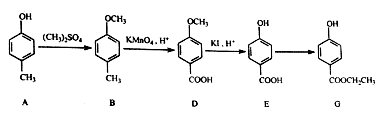 OH OCH₃ OCH₃ OH OH
(CH₃)₂SO₄ KMnO₄ , H⁺ KI , H⁺
CH₃ CH₃ COOH COOH COOCH₂CH₃
A B D E G